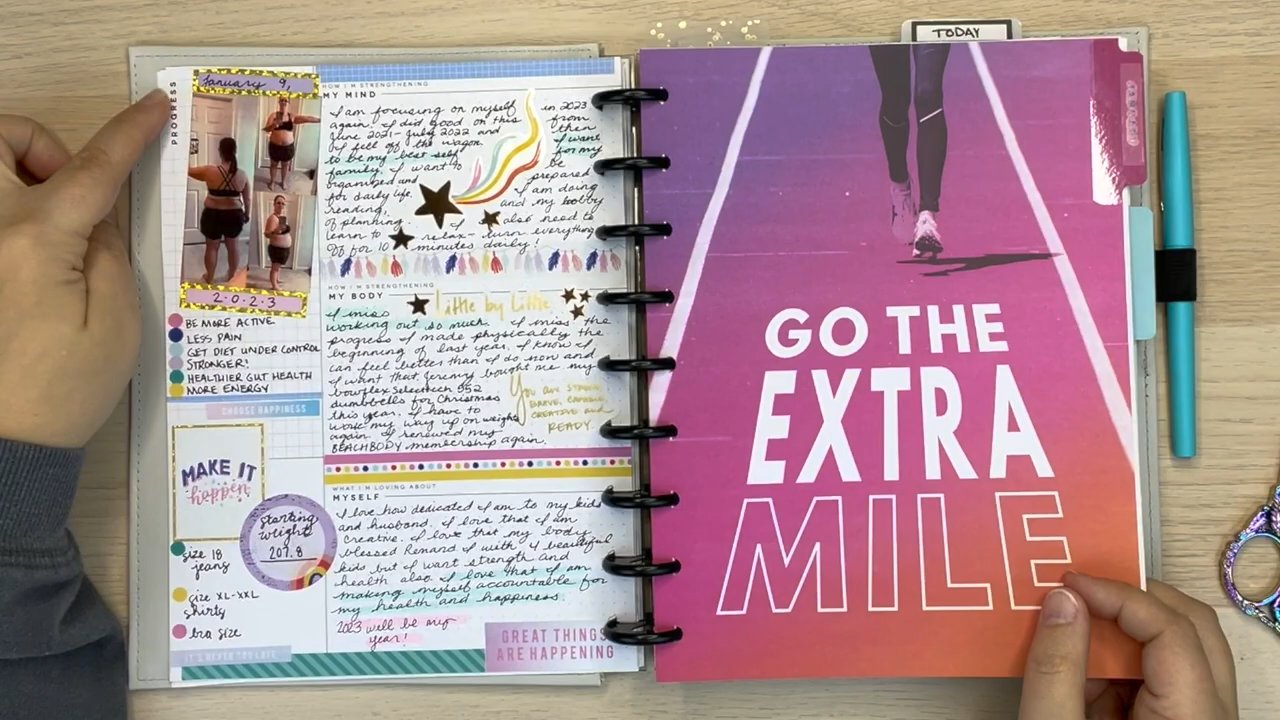 TODAY
PROGRESS
January 9,
2.0.2.3
BE MORE ACTIVE
LESS PAIN
GET DIET UNDER CONTROL
STRONGER!
HEALTHIER GUT HEALTH
MORE ENERGY
CHOOSE HAPPINESS
MAKE IT
happen
Starting
weight
207.8
size 18
jeans
size XL-XXL
shirts
bra size
IT'S NEVER TOO LATE
HOW I'M STRENGTHENING
MY MIND
I am focusing on myself in 2023
again. I did good on this from
June 2021-July 2022 and then
I fell off the wagon. I want
to be my best self for my
family. I want to be
organized and prepared
for daily life. I am doing
reading, and my hobby
of planning. I also need to
learn to relax- turn everything
off for 10 minutes daily!
HOW I'M STRENGTHENING
MY BODY
Little by Little
I miss
working out so much. I miss the
progress I made physically the
beginning of last year. I know I
can feel better than I do now and
I want that. Jeremy bought me my
bowflex selecttech 552
dumbbells for Christmas
this year. I have to
work my way up on weights
again. I renewed my
BEACHBODY membership again.
You are STRONG,
BRAVE, CAPABLE,
CREATIVE and
READY.
WHAT I'M LOVING ABOUT
MYSELF
I love how dedicated I am to my kids
and husband. I love that I am
creative. I love that my body
blessed Remand I with 4 beautiful
kids but I want strength and
health also. I love that I am
making myself accountable for
my health and happiness
2023 will be my
year!
GREAT THINGS
ARE HAPPENING
GO THE
EXTRA
MILE